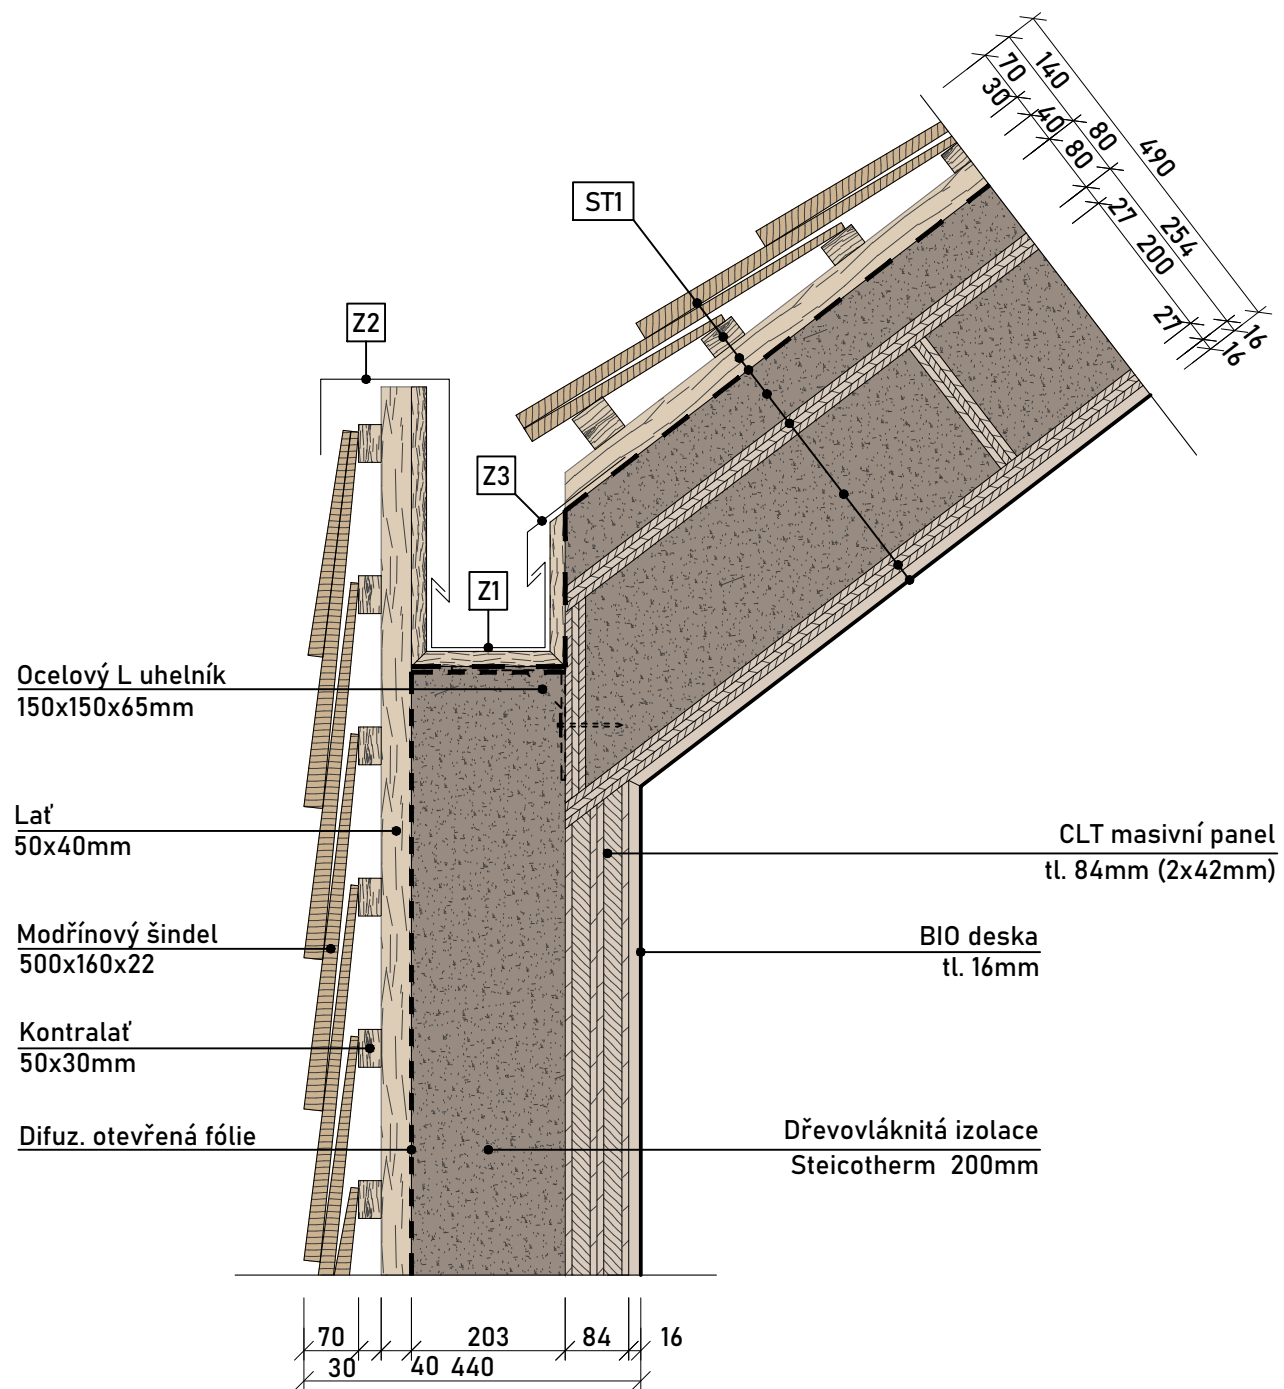 140
70
30
490
80
40
80
254
27
200
16
27
16
ST1
Z2
Z3
Z1
Ocelový L uhelník
150x150x65mm
Lať
50x40mm
CLT masivní panel
tl. 84mm (2x42mm)
Modřínový šindel
500x160x22
BIO deska
tl. 16mm
Kontralať
50x30mm
Difuz. otevřená fólie
Dřevovláknitá izolace
Steicotherm 200mm
70 203 84 16
30 40 440